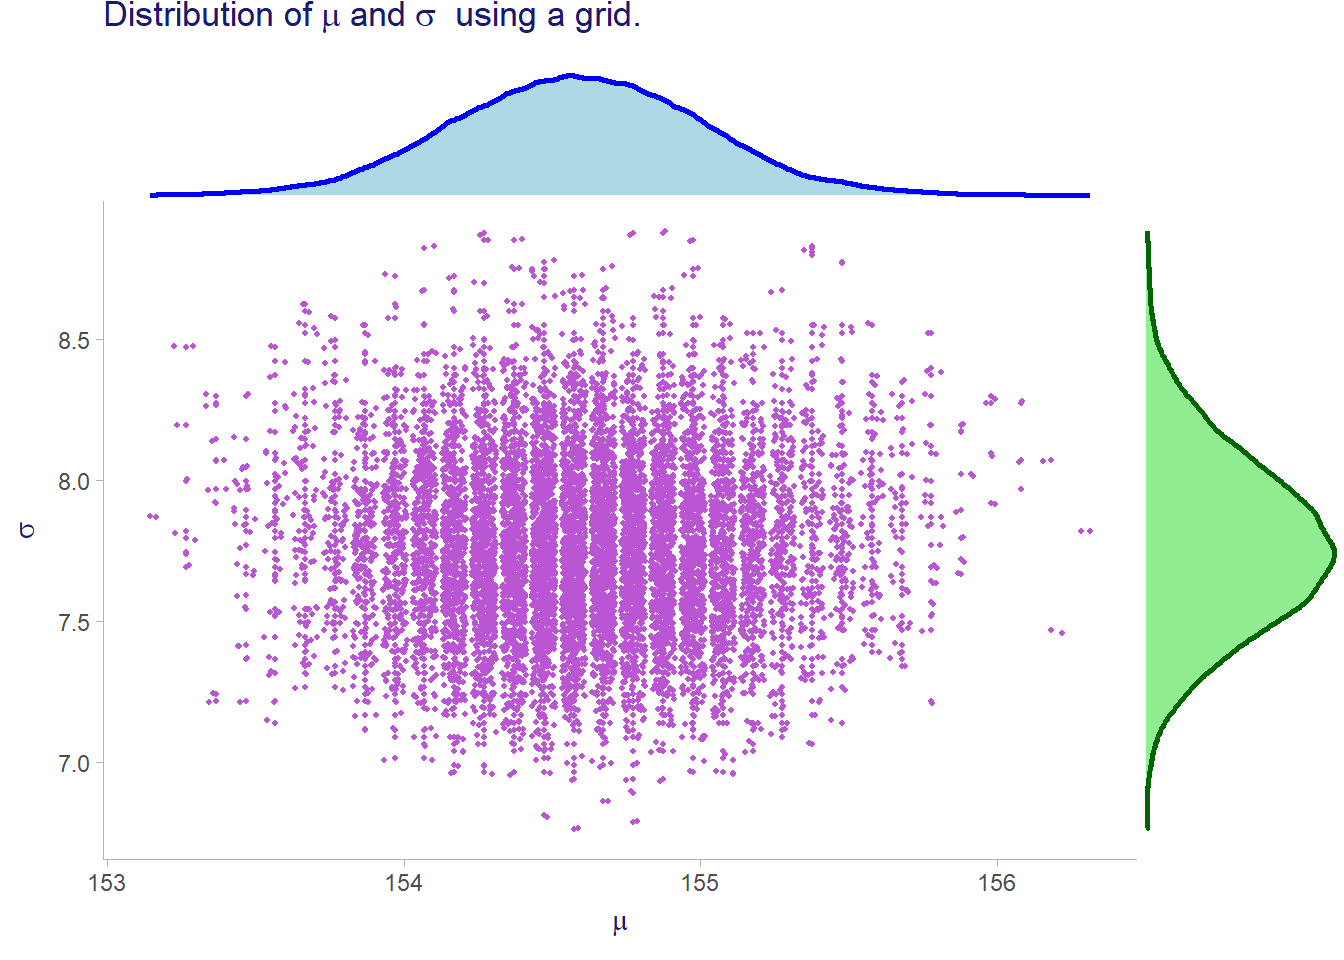 Distribution of μ and σ using a grid.
8.5
8.0
7.5
7.0
σ
153 154 155 156
μ